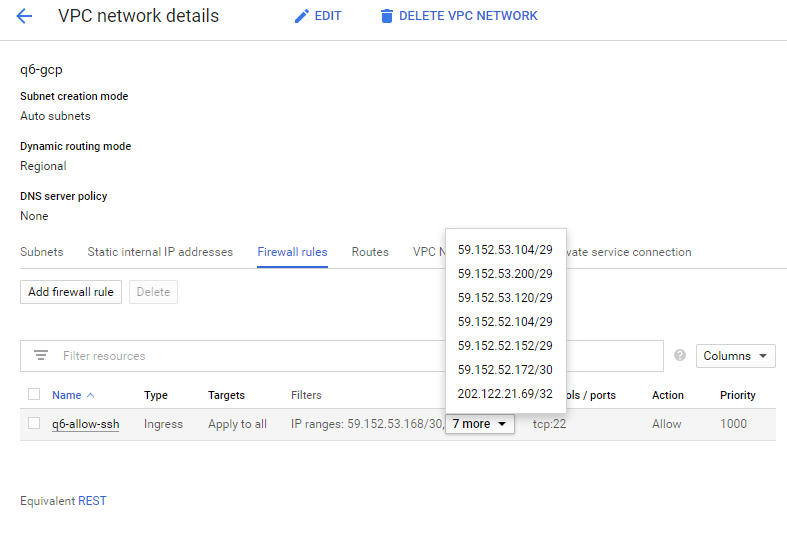 VPC network details EDIT DELETE VPC NETWORK
q6-gcp
Subnet creation mode
Auto subnets
Dynamic routing mode
Regional
DNS server policy
None
Subnets Static internal IP addresses Firewall rules Routes VPC N vate service connection
59.152.53.104/29
59.152.53.200/29
59.152.53.120/29
59.152.52.104/29
59.152.52.152/29
59.152.52.172/30
202.122.21.69/32
Add firewall rule Delete
Filter resources Columns
Name Type Targets Filters ols / ports Action Priority
q6-allow-ssh Ingress Apply to all IP ranges: 59.152.53.168/30, 7 more tcp:22 Allow 1000
Equivalent REST